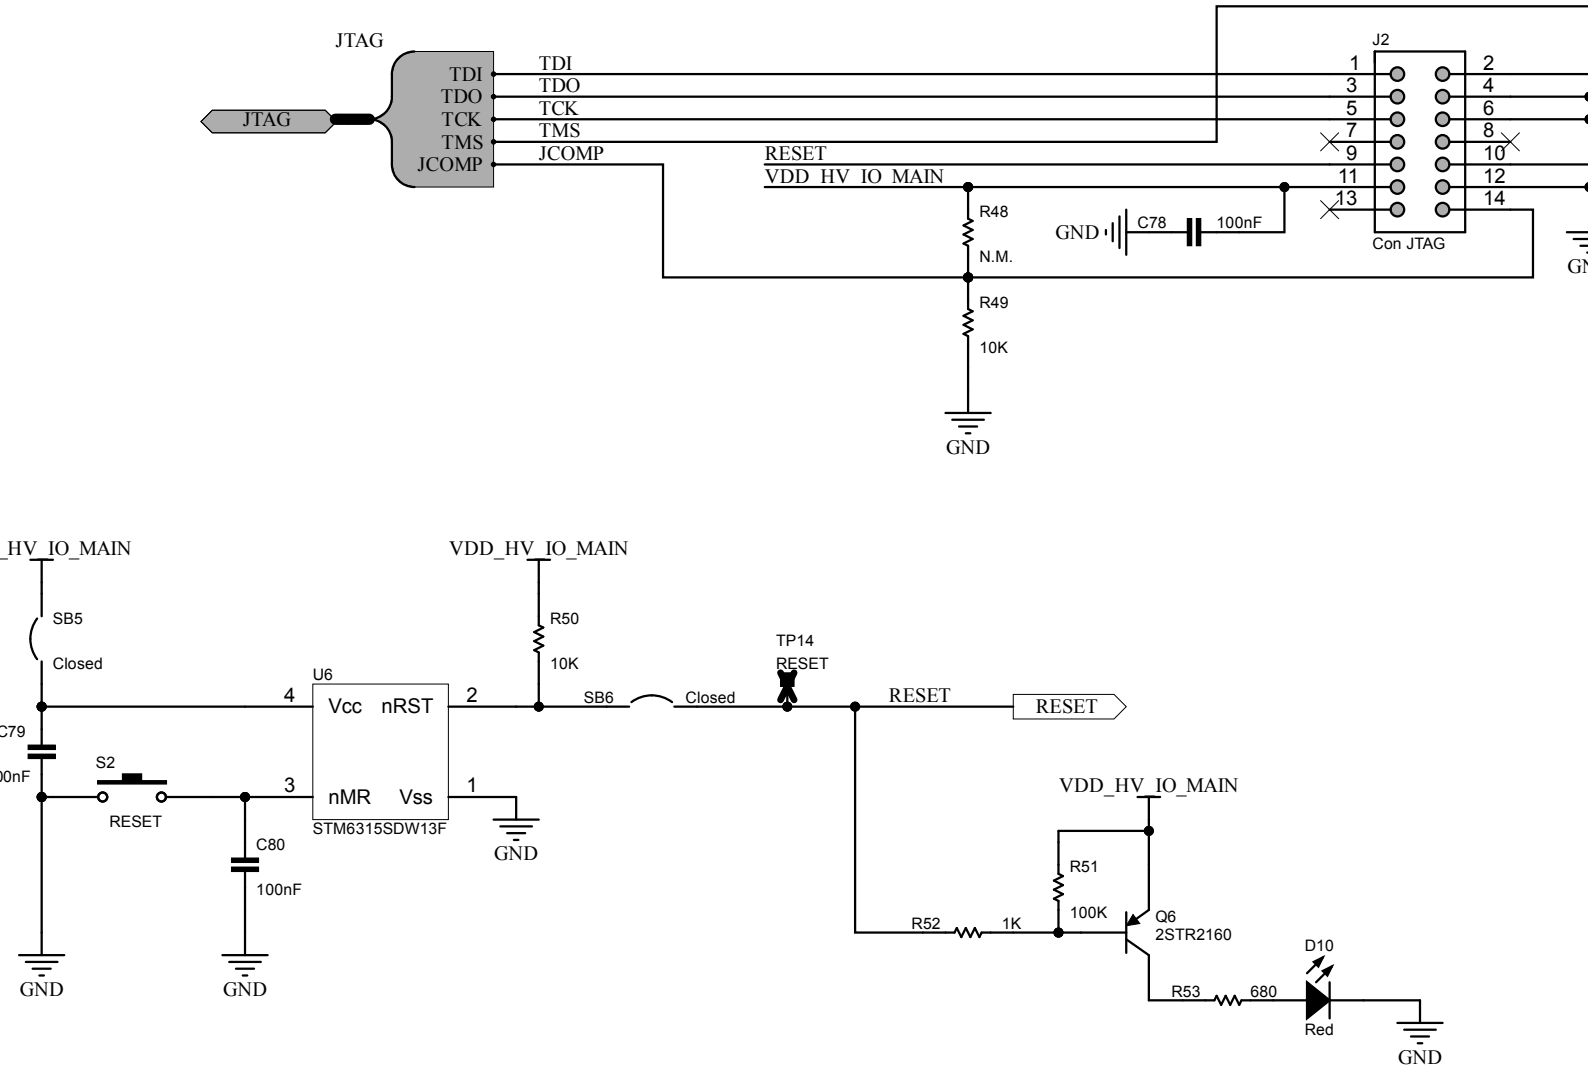 JTAG
J2
TDI TDI 1 2
TDO TDO 3 4
JTAG TCK TCK 5 6
TMS TMS 7 8
JCOMP JCOMP RESET 9 10
VDD_HV_IO_MAIN 11 12
13 14
R48
GND C78 100nF
Con JTAG
N.M.
R49
10K
GND
_HV_IO_MAIN VDD_HV_IO_MAIN
SB5 R50
Closed 10K
TP14
RESET
U6
4 Vcc nRST 2 SB6 Closed RESET RESET
C79
S2
3 nMR Vss 1
RESET
STM6315SDW13F
GND
C80
100nF
GND GND
VDD_HV_IO_MAIN
R51
100K
R52 1K
Q6
2STR2160
D10
R53 680
Red
GND